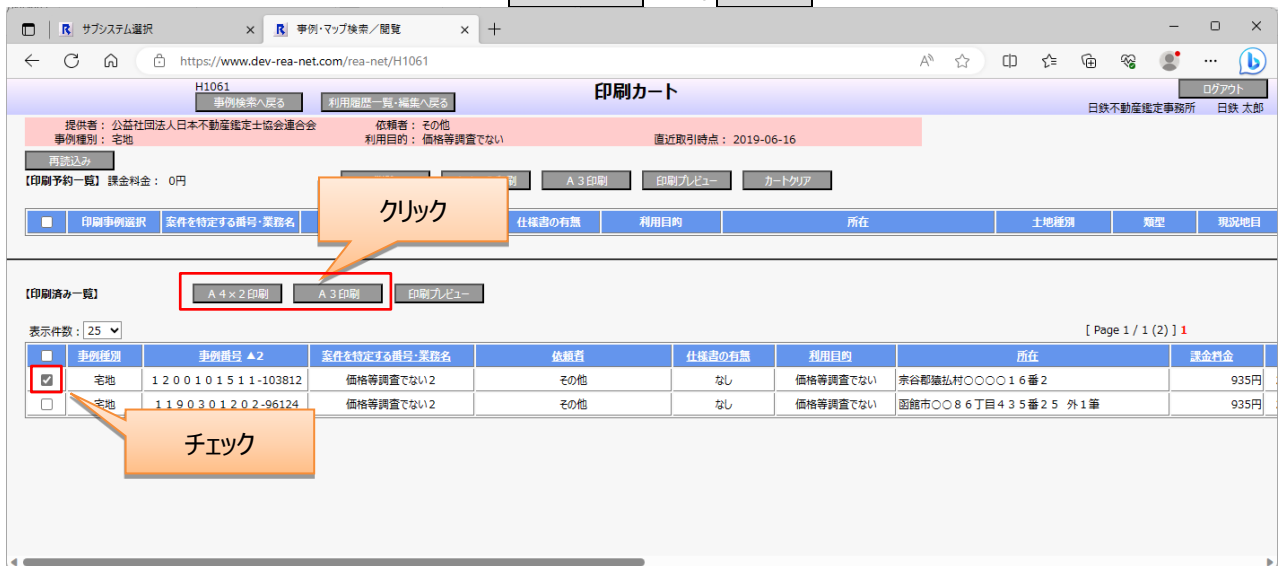 サブシステム選択
事例・マップ検索／閲覧
https://www.dev-rea-net.com/rea-net/H1061
H1061
印刷カート
ログアウト
事例検索へ戻る 利用履歴一覧・編集へ戻る
日鉄不動産鑑定事務所 日鉄 太郎
提供者： 公益社団法人日本不動産鑑定士協会連合会 依頼者： その他
事例種別： 宅地 利用目的： 価格等調査でない 直近取引時点： 2019-06-16
再読込み
【印刷予約一覧】 課金料金： 0円
Ａ３印刷 印刷プレビュー カートクリア
クリック
印刷事例選択 案件を特定する番号・業務名 仕様書の有無 利用目的 所在 土地種別 類型 現況地目
【印刷済み一覧】 Ａ４×２印刷 Ａ３印刷 印刷プレビュー
表示件数：25
[ Page 1 / 1 (2) ] 1
事例種別 事例番号 ▲2 案件を特定する番号・業務名 依頼者 仕様書の有無 利用目的 所在 課金料金
宅地 １２００１０１５１１-103812 価格等調査でない2 その他 なし 価格等調査でない 宗谷郡猿払村○○○○１６番2 935円
宅地 １１９０３０１２０２-96124 価格等調査でない2 その他 なし 価格等調査でない 函館市○○８６丁目４３５番２５ 外１筆 935円
チェック